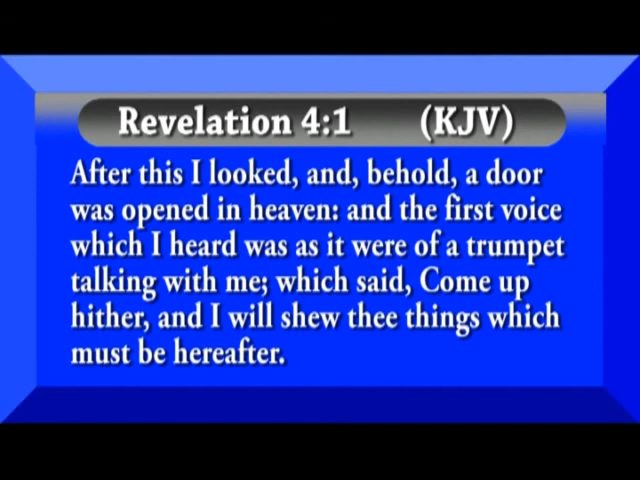 Revelation 4:1 (KJV)
After this I looked, and, behold, a door
was opened in heaven: and the first voice
which I heard was as it were of a trumpet
talking with me; which said, Come up
hither, and I will shew thee things which
must be hereafter.